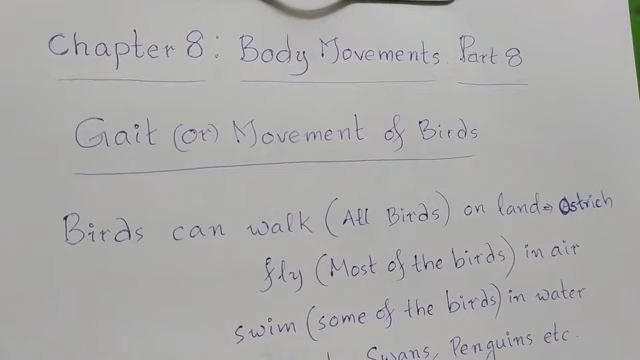 Chapter 8: Body Movements. Part 8
Gait (or) Movement of Birds
Birds can walk (All Birds) on land → Ostrich
fly (Most of the birds) in air
swim (some of the birds) in water
Swans, Penguins etc.